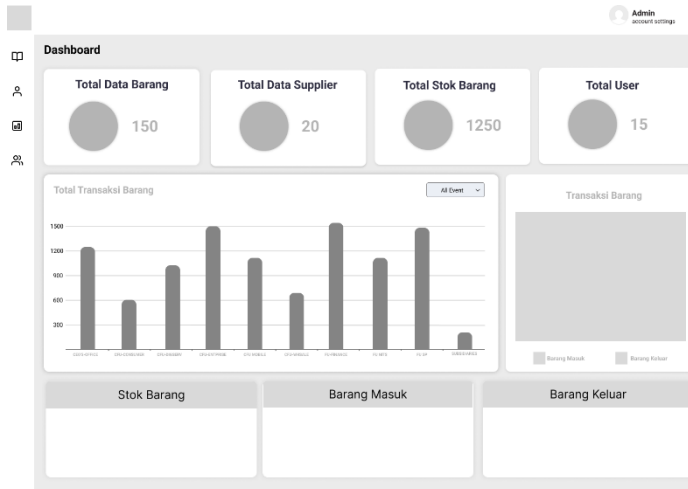 Admin
account settings
Dashboard
Total Data Barang
150
Total Data Supplier
20
Total Stok Barang
1250
Total User
15
Total Transaksi Barang
All Event
1500
1200
900
600
300
Transaksi Barang
Barang Masuk
Barang Keluar
Stok Barang
Barang Masuk
Barang Keluar